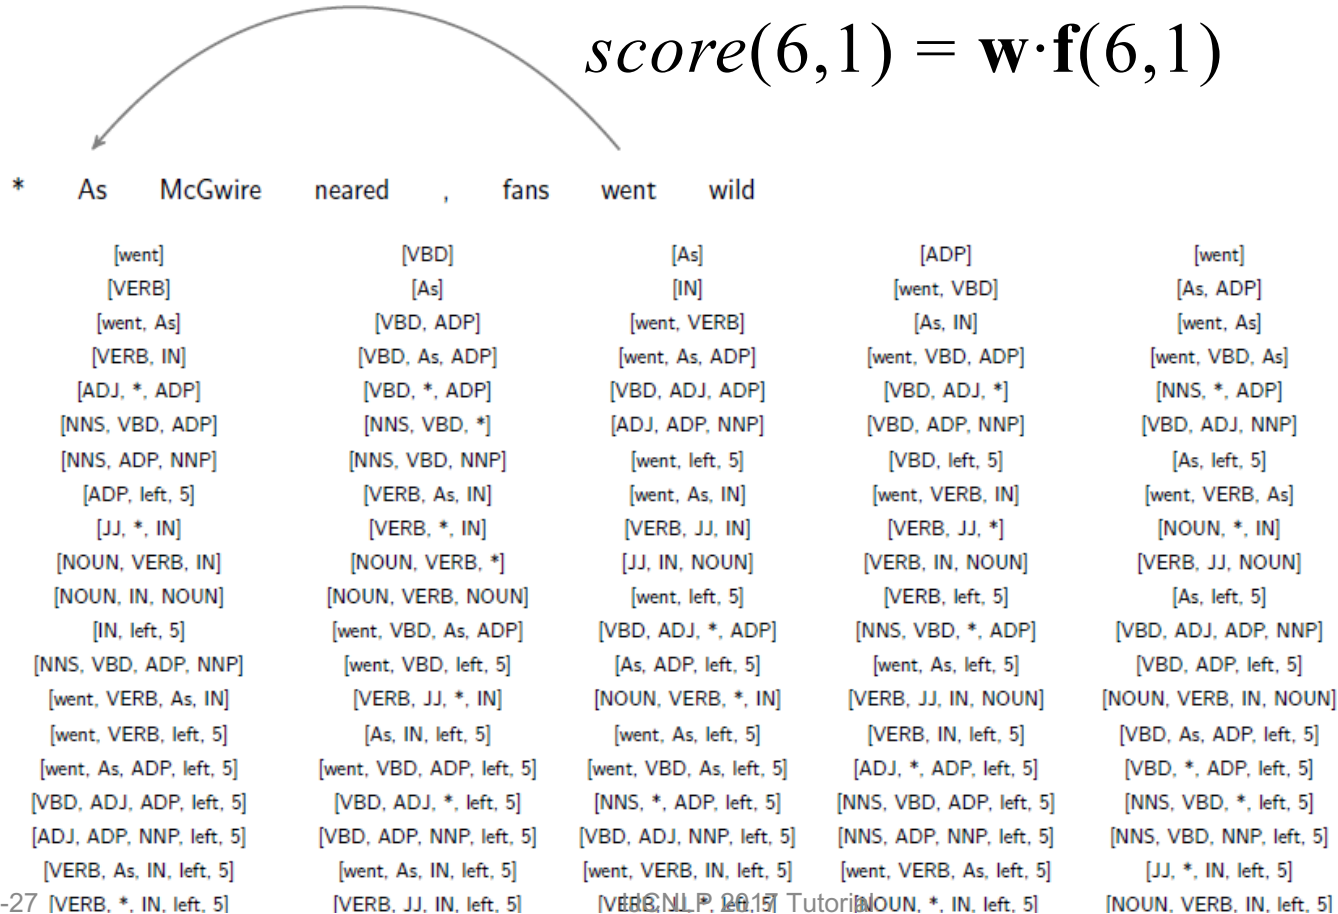 score(6,1) = w·f(6,1)
* As McGwire neared , fans went wild
[went] [VBD] [As] [ADP] [went]
[VERB] [As] [IN] [went, VBD] [As, ADP]
[went, As] [VBD, ADP] [went, VERB] [As, IN] [went, As]
[VERB, IN] [VBD, As, ADP] [went, As, ADP] [went, VBD, ADP] [went, VBD, As]
[ADJ, *, ADP] [VBD, *, ADP] [VBD, ADJ, ADP] [VBD, ADJ, *] [NNS, *, ADP]
[NNS, VBD, ADP] [NNS, VBD, *] [ADJ, ADP, NNP] [VBD, ADP, NNP] [VBD, ADJ, NNP]
[NNS, ADP, NNP] [NNS, VBD, NNP] [went, left, 5] [VBD, left, 5] [As, left, 5]
[ADP, left, 5] [VERB, As, IN] [went, As, IN] [went, VERB, IN] [went, VERB, As]
[JJ, *, IN] [VERB, *, IN] [VERB, JJ, IN] [VERB, JJ, *] [NOUN, *, IN]
[NOUN, VERB, IN] [NOUN, VERB, *] [JJ, IN, NOUN] [VERB, IN, NOUN] [VERB, JJ, NOUN]
[NOUN, IN, NOUN] [NOUN, VERB, NOUN] [went, left, 5] [VERB, left, 5] [As, left, 5]
[IN, left, 5] [went, VBD, As, ADP] [VBD, ADJ, *, ADP] [NNS, VBD, *, ADP] [VBD, ADJ, ADP, NNP]
[NNS, VBD, ADP, NNP] [went, VBD, left, 5] [As, ADP, left, 5] [went, As, left, 5] [VBD, ADP, left, 5]
[went, VERB, As, IN] [VERB, JJ, *, IN] [NOUN, VERB, *, IN] [VERB, JJ, IN, NOUN] [NOUN, VERB, IN, NOUN]
[went, VERB, left, 5] [As, IN, left, 5] [went, As, left, 5] [VERB, IN, left, 5] [VBD, As, ADP, left, 5]
[went, As, ADP, left, 5] [went, VBD, ADP, left, 5] [went, VBD, As, left, 5] [ADJ, *, ADP, left, 5] [VBD, *, ADP, left, 5]
[VBD, ADJ, ADP, left, 5] [VBD, ADJ, *, left, 5] [NNS, *, ADP, left, 5] [NNS, VBD, ADP, left, 5] [NNS, VBD, *, left, 5]
[ADJ, ADP, NNP, left, 5] [VBD, ADP, NNP, left, 5] [VBD, ADJ, NNP, left, 5] [NNS, ADP, NNP, left, 5] [NNS, VBD, NNP, left, 5]
[VERB, As, IN, left, 5] [went, As, IN, left, 5] [went, VERB, IN, left, 5] [went, VERB, As, left, 5] [JJ, *, IN, left, 5]
-27 [VERB, *, IN, left, 5] [VERB, JJ, IN, left, 5] [VERB, JJ, *, left, 5] 2017 Tutorial [NOUN, *, IN, left, 5] [NOUN, VERB, IN, left, 5]